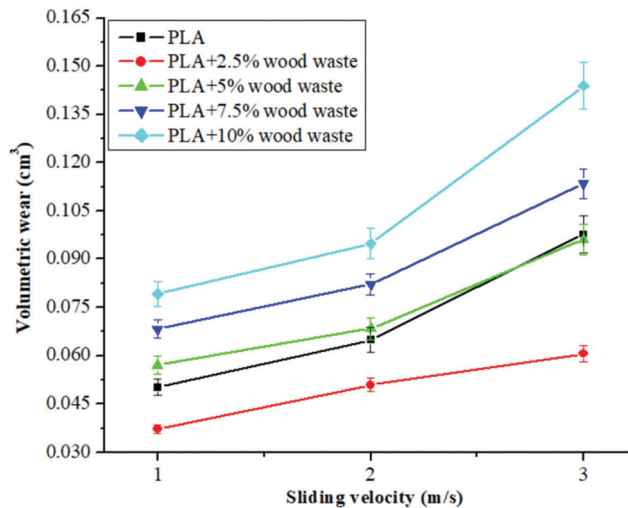 0.165
0.150
0.135
0.120
0.105
0.090
0.075
0.060
0.045
0.030
Volumetric wear (cm³)
PLA
PLA+2.5% wood waste
PLA+5% wood waste
PLA+7.5% wood waste
PLA+10% wood waste
1
2
3
Sliding velocity (m/s)